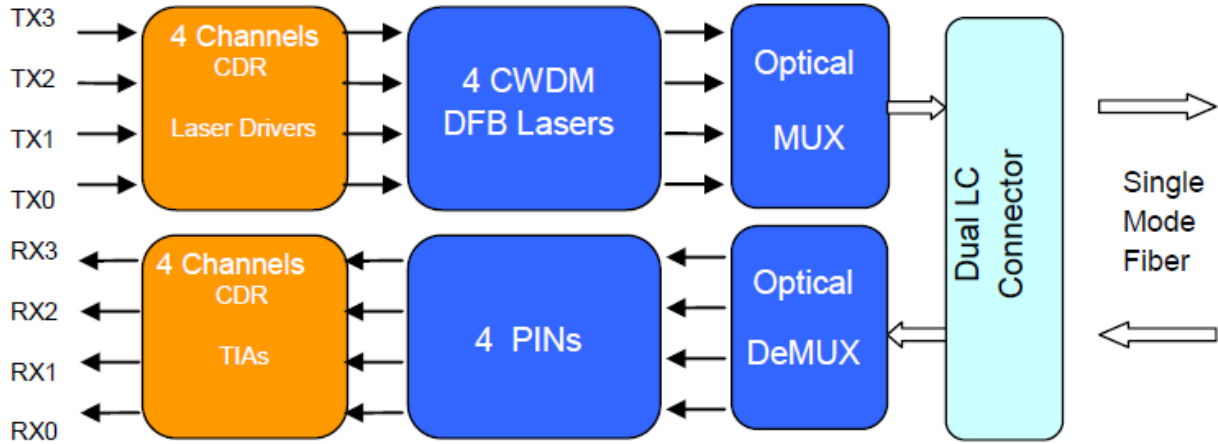 TX3
TX2
TX1
TX0
4 Channels
CDR
Laser Drivers
4 CWDM
DFB Lasers
Optical
MUX
Dual LC
Connector
Single
Mode
Fiber
RX3
RX2
RX1
RX0
4 Channels
CDR
TIAs
4 PINs
Optical
DeMUX